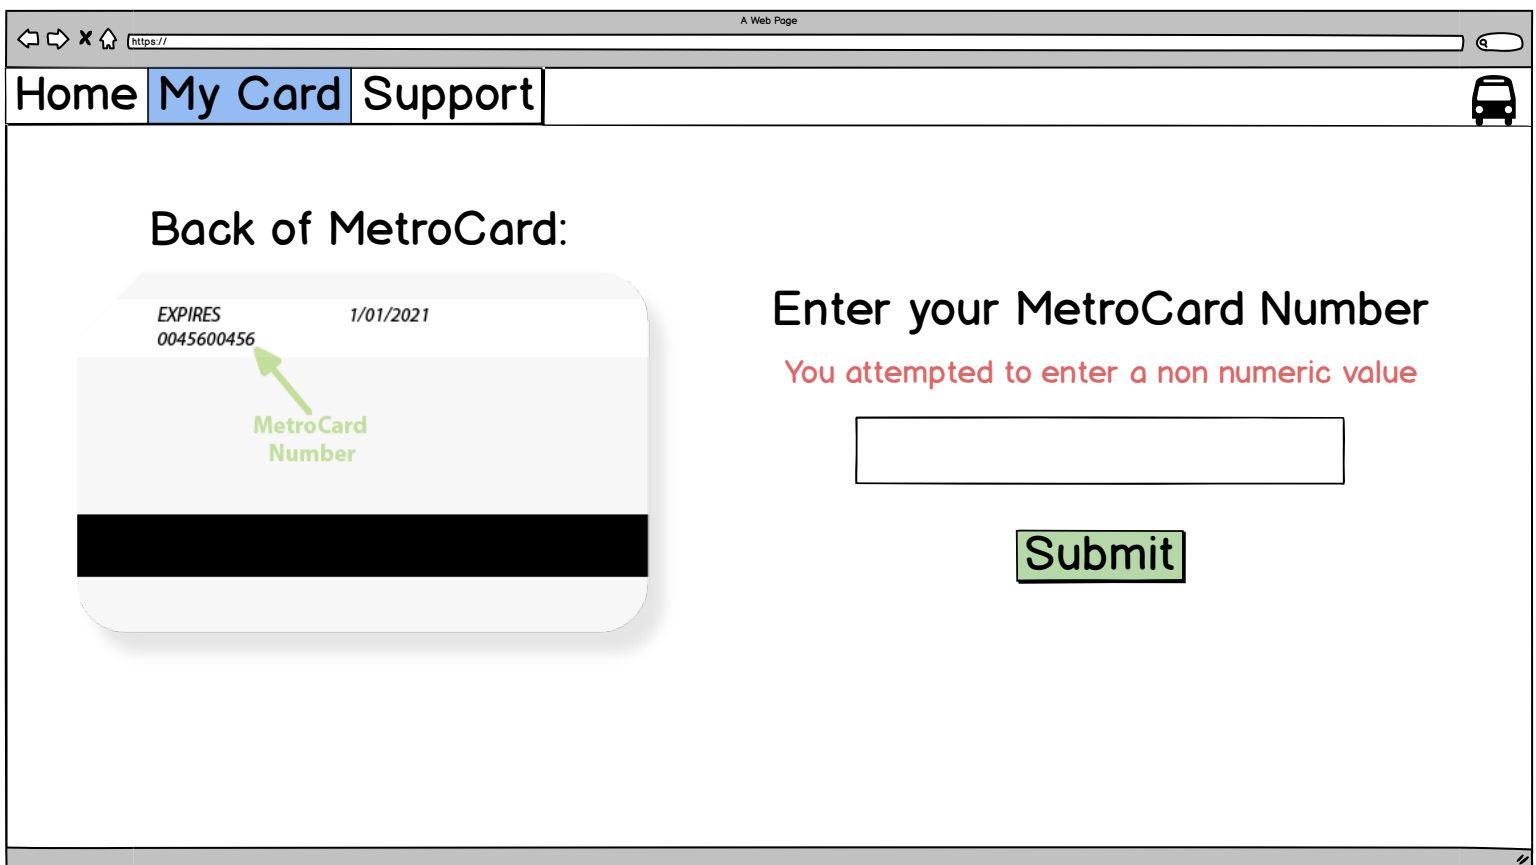 A Web Page
https://
Home My Card Support
Back of MetroCard:
EXPIRES 1/01/2021
0045600456
MetroCard
Number
Enter your MetroCard Number
You attempted to enter a non numeric value
Submit